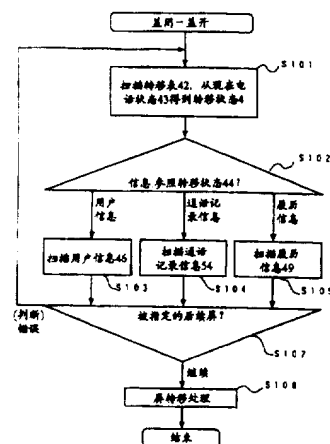 盖闭→盖开
S101
扫描转移表42，从现在电
话状态43得到转移状态4
S102
信息 参照转移状态44？
用户
信息
通话记
录信息
履历
信息
扫描用户信息46
扫描通话
记录信息54
扫描履历
信息49
S103
S104
S105
(判断)
错误
被指定的后续屏？
S107
继续
S108
屏转移处理
结束